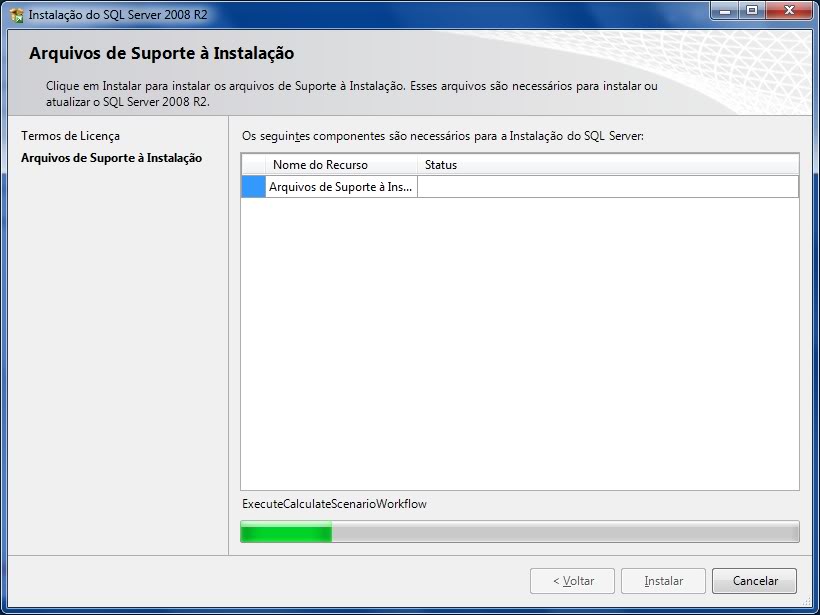 Instalação do SQL Server 2008 R2
Arquivos de Suporte à Instalação
Clique em Instalar para instalar os arquivos de Suporte à Instalação. Esses arquivos são necessários para instalar ou
atualizar o SQL Server 2008 R2.
Termos de Licença
Arquivos de Suporte à Instalação
Os seguintes componentes são necessários para a Instalação do SQL Server:
Nome do Recurso Status
Arquivos de Suporte à Ins...
ExecuteCalculateScenarioWorkflow
< Voltar Instalar Cancelar